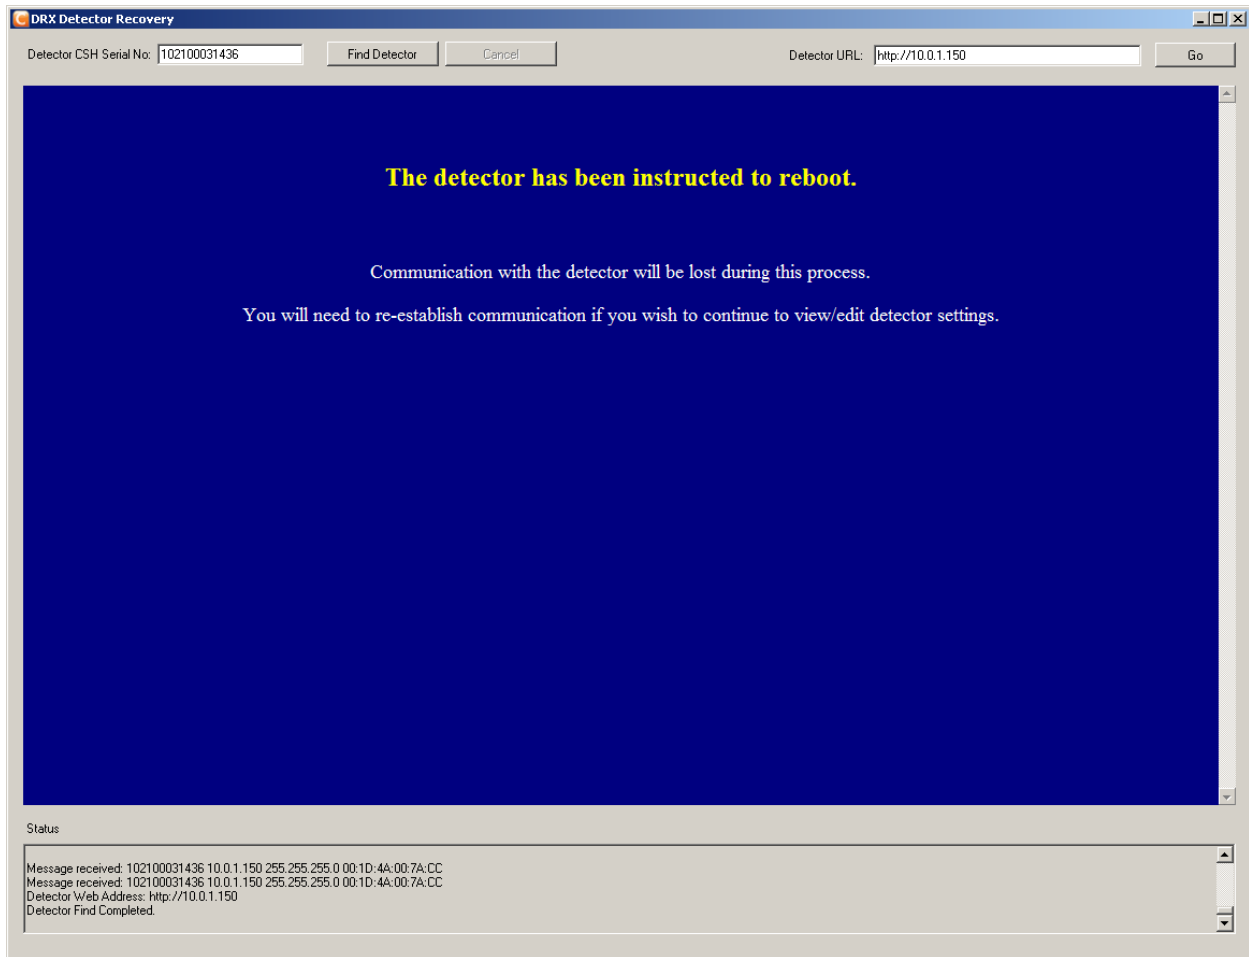 DRX Detector Recovery
Detector CSH Serial No: 102100031436 Find Detector Cancel Detector URL: http://10.0.1.150 Go
The detector has been instructed to reboot.
Communication with the detector will be lost during this process.
You will need to re-establish communication if you wish to continue to view/edit detector settings.
Status
Message received: 102100031436 10.0.1.150 255.255.255.0 00:1D:4A:00:7A:CC
Message received: 102100031436 10.0.1.150 255.255.255.0 00:1D:4A:00:7A:CC
Detector Web Address: http://10.0.1.150
Detector Find Completed.